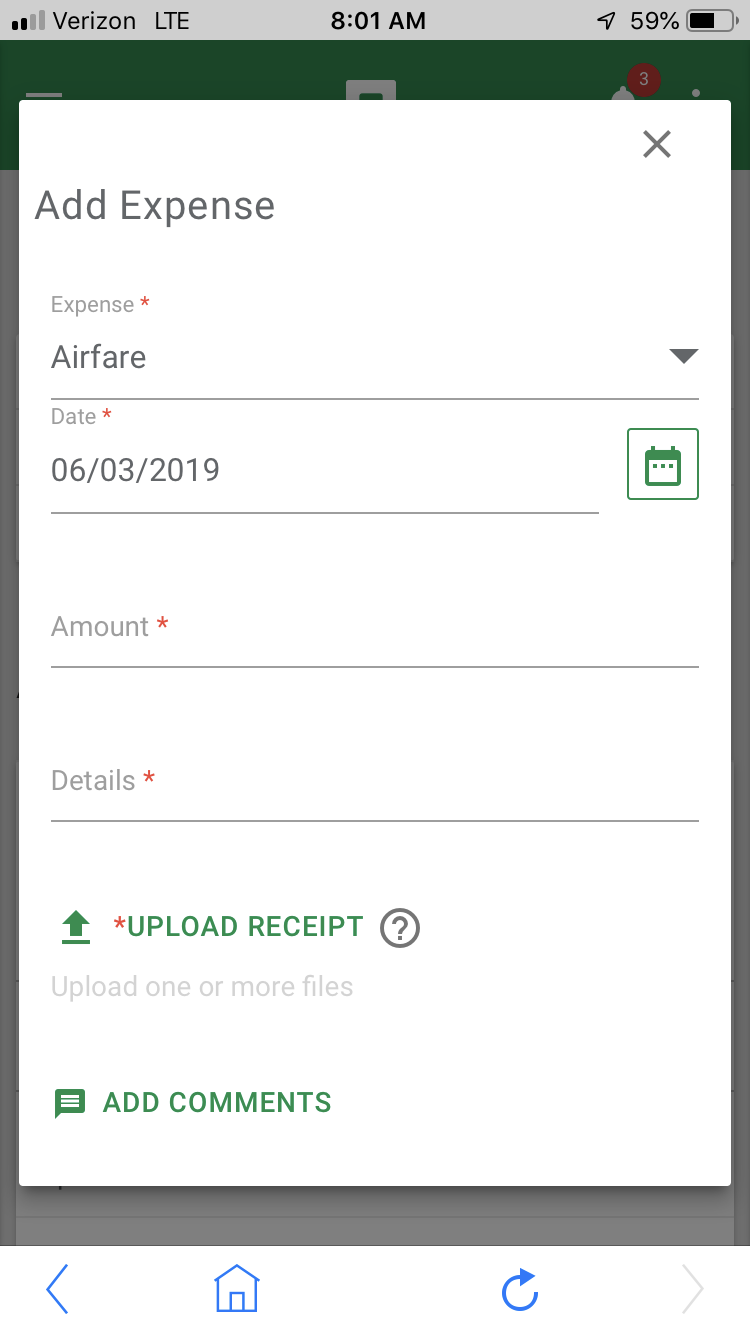 Verizon LTE 8:01 AM 59%
3
Add Expense
Expense *
Airfare
Date *
06/03/2019
Amount *
Details *
*UPLOAD RECEIPT ?
Upload one or more files
ADD COMMENTS